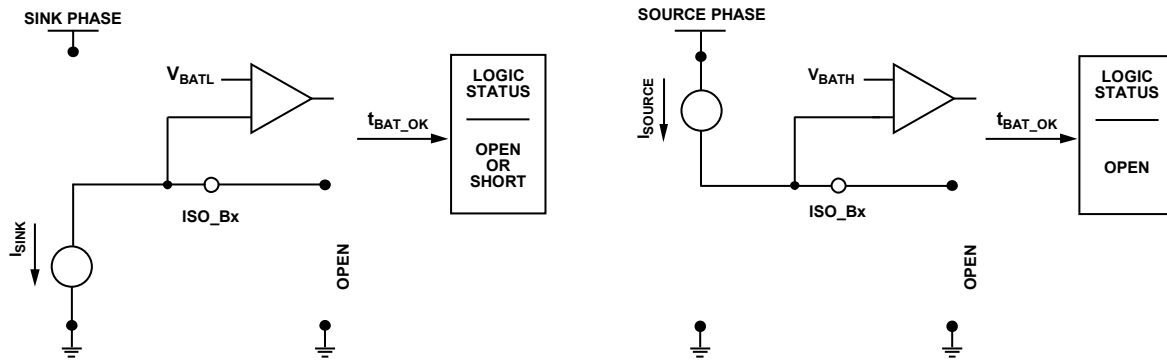 SINK PHASE
V_BATL
t_BAT_OK
LOGIC
STATUS
OPEN
OR
SHORT
ISO_Bx
I_SINK
OPEN
SOURCE PHASE
I_SOURCE
V_BATH
t_BAT_OK
LOGIC
STATUS
OPEN
ISO_Bx
OPEN